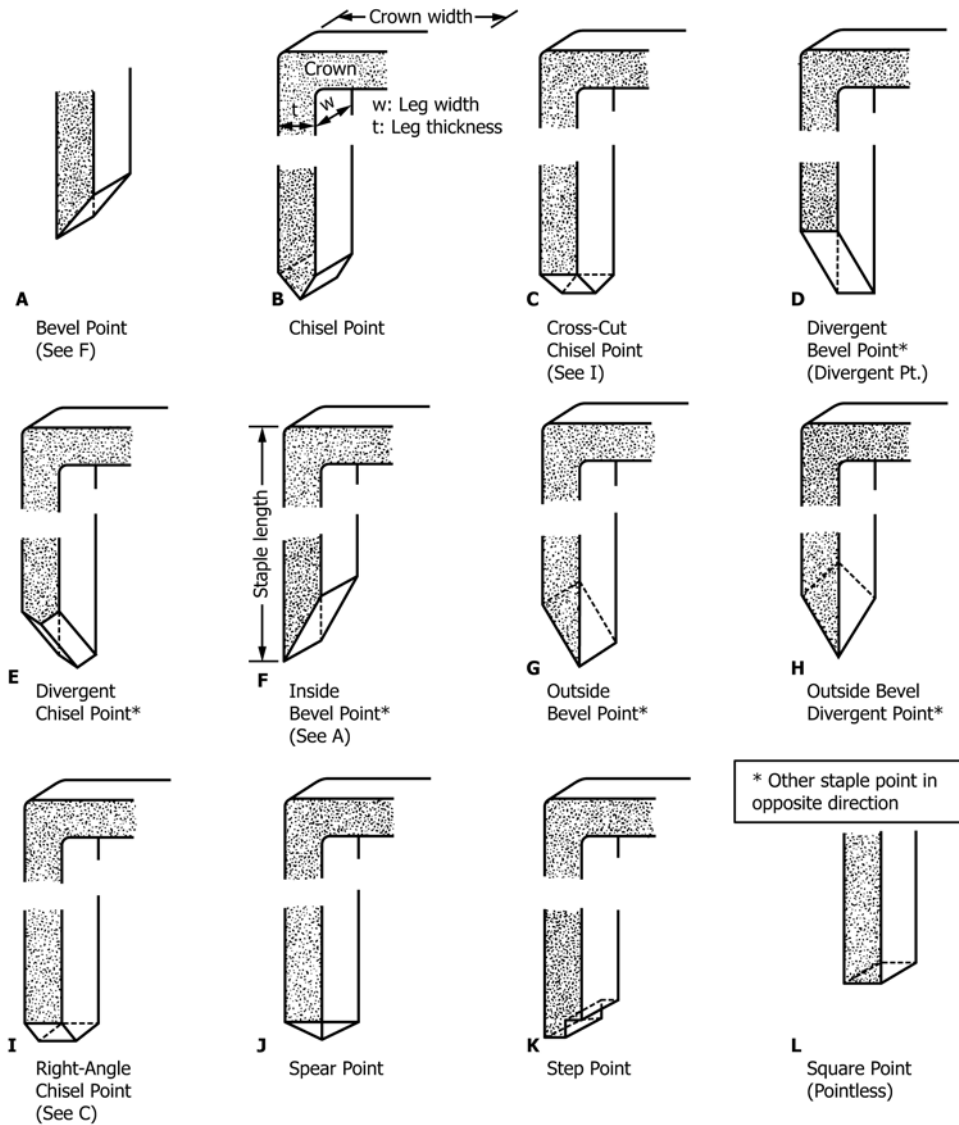 Crown width
Crown
t
w
w: Leg width
t: Leg thickness
A
Bevel Point
(See F)
B
Chisel Point
C
Cross-Cut
Chisel Point
(See I)
D
Divergent
Bevel Point*
(Divergent Pt.)
E
Divergent
Chisel Point*
Staple length
F
Inside
Bevel Point*
(See A)
G
Outside
Bevel Point*
H
Outside Bevel
Divergent Point*
I
Right-Angle
Chisel Point
(See C)
J
Spear Point
K
Step Point
* Other staple point in
opposite direction
L
Square Point
(Pointless)